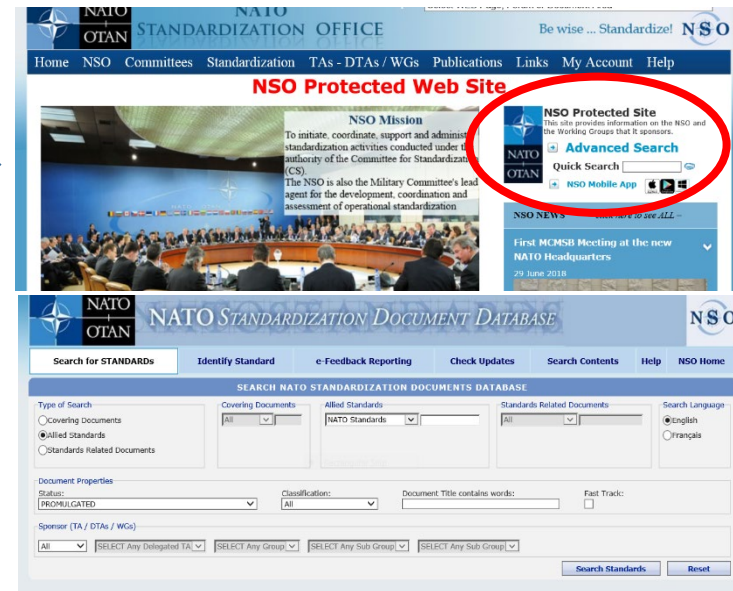 NATO
OTAN
STANDARDIZATION OFFICE
Be wise ... Standardize!
NSO
Home NSO Committees Standardization TAs - DTAs / WGs Publications Links My Account Help
NSO Protected Web Site
NSO Mission
To initiate, coordinate, support and administ
standardization activities conducted under th
authority of the Committee for Standardizatio
(CS).
The NSO is also the Military Committee's lead
agent for the development, coordination and
assessment of operational standardization
NATO
OTAN
NSO Protected Site
This site provides information on the NSO and
the Working Groups that it sponsors.
Advanced Search
Quick Search
NSO Mobile App
NSO NEWS to see ALL
First MCMSB Meeting at the new
NATO Headquarters
29 June 2018
NATO
OTAN
NATO STANDARDIZATION DOCUMENT DATABASE
NSO
Search for STANDARDs Identify Standard e-Feedback Reporting Check Updates Search Contents Help NSO Home
SEARCH NATO STANDARDIZATION DOCUMENTS DATABASE
Type of Search
Covering Documents
Allied Standards
Standards Related Documents
Covering Documents
All
Allied Standards
NATO Standards
Standards Related Documents
All
Search Language
English
Français
Document Properties
Status:
PROMULGATED
Classification:
All
Document Title contains words:
Fast Track:
Sponsor (TA / DTAs / WGs)
All SELECT Any Delegated TA SELECT Any Group SELECT Any Sub Group SELECT Any Sub Group
Search Standards Reset